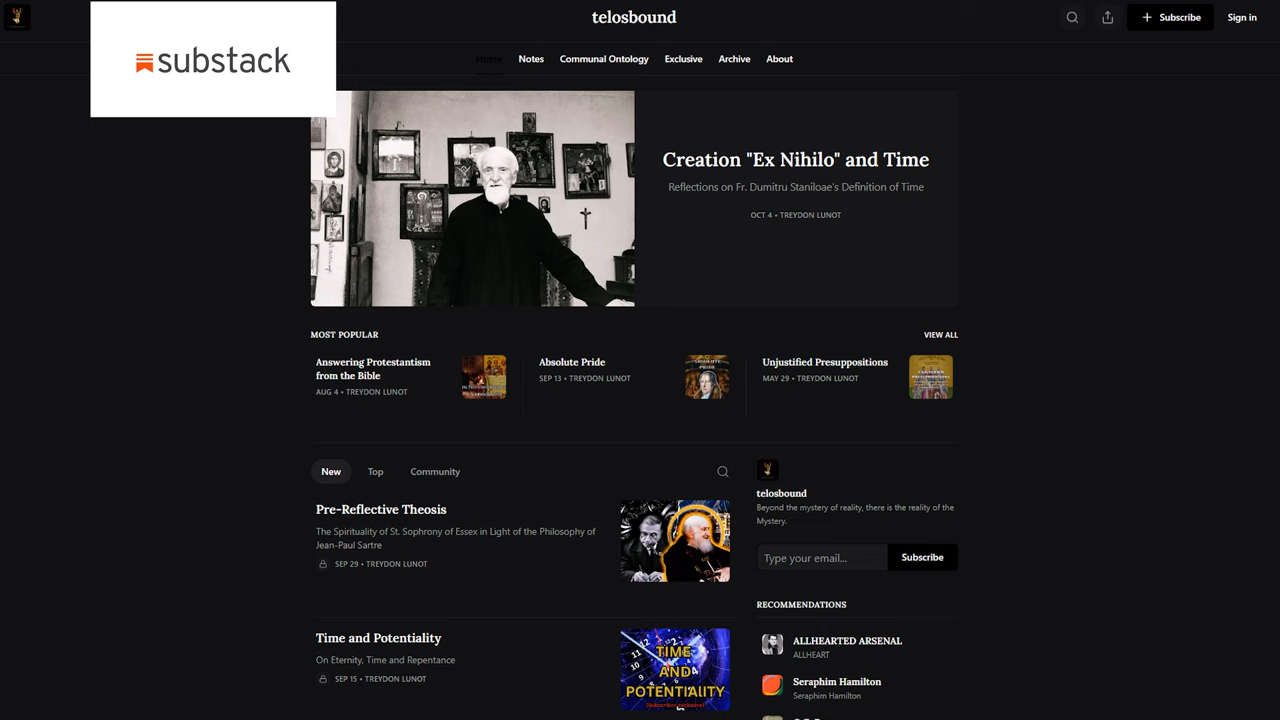 telosbound
Subscribe
Sign in
substack
Home
Notes
Communal Ontology
Exclusive
Archive
About
Creation "Ex Nihilo" and Time
Reflections on Fr. Dumitru Staniloae's Definition of Time
OCT 4 • TREYDON LUNOT
MOST POPULAR
VIEW ALL
Answering Protestantism
from the Bible
AUG 4 • TREYDON LUNOT
Absolute Pride
SEP 13 • TREYDON LUNOT
ABSOLUTE
PRIDE
Unjustified Presuppositions
MAY 29 • TREYDON LUNOT
New
Top
Community
Pre-Reflective Theosis
The Spirituality of St. Sophrony of Essex in Light of the Philosophy of
Jean-Paul Sartre
SEP 29 • TREYDON LUNOT
Time and Potentiality
On Eternity, Time and Repentance
SEP 15 • TREYDON LUNOT
TIME
AND
POTENTIALITY
telosbound
Beyond the mystery of reality, there is the reality of the
Mystery.
Type your email...
Subscribe
RECOMMENDATIONS
ALLHEARTED ARSENAL
ALLHEART
Seraphim Hamilton
Seraphim Hamilton